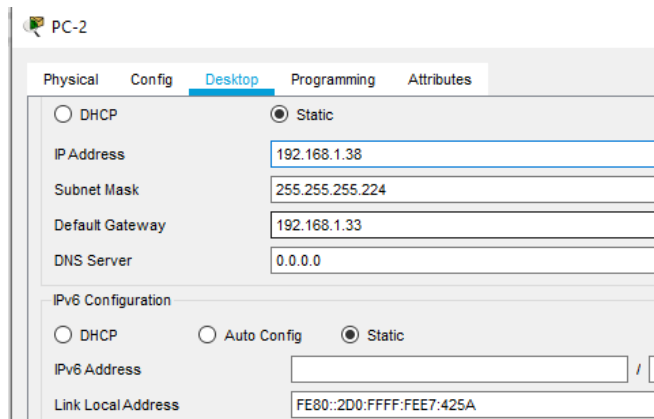 PC-2
Physical Config Desktop Programming Attributes
DHCP Static
IP Address 192.168.1.38
Subnet Mask 255.255.255.224
Default Gateway 192.168.1.33
DNS Server 0.0.0.0
IPv6 Configuration
DHCP Auto Config Static
IPv6 Address /
Link Local Address FE80::2D0:FFFF:FEE7:425A